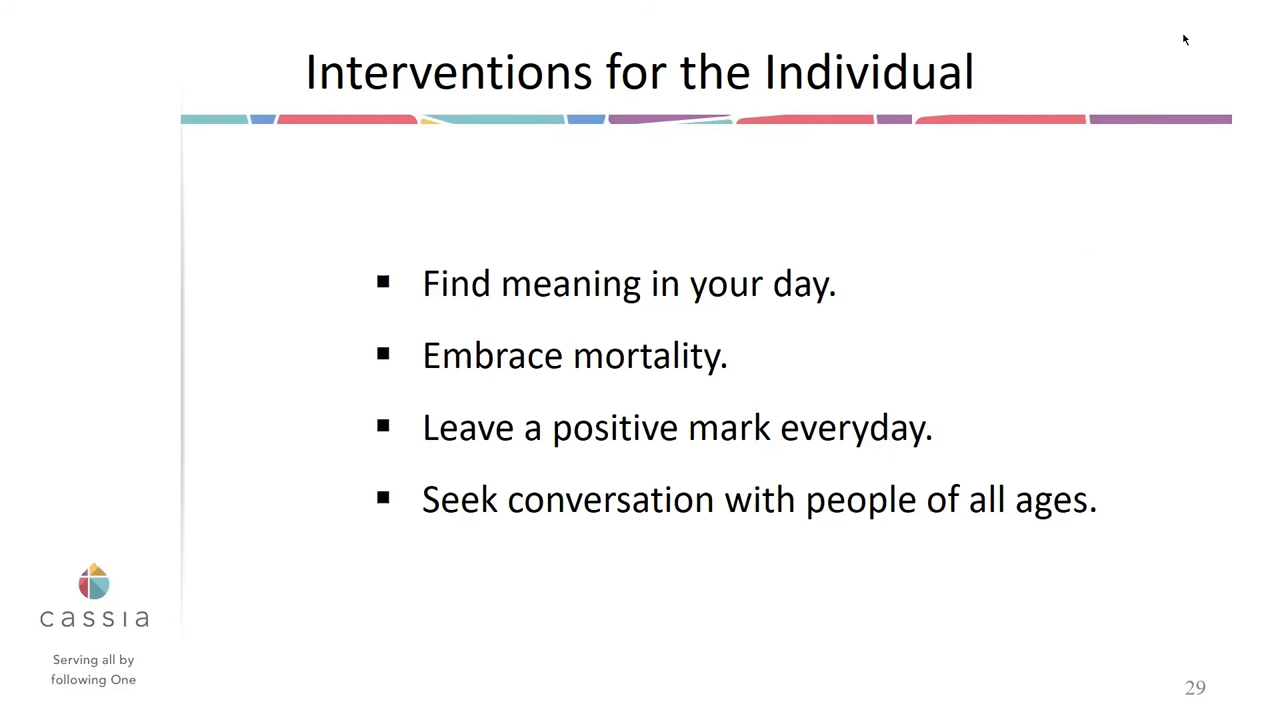 Interventions for the Individual
▪ Find meaning in your day.
▪ Embrace mortality.
▪ Leave a positive mark everyday.
▪ Seek conversation with people of all ages.
cassia
Serving all by
following One
29